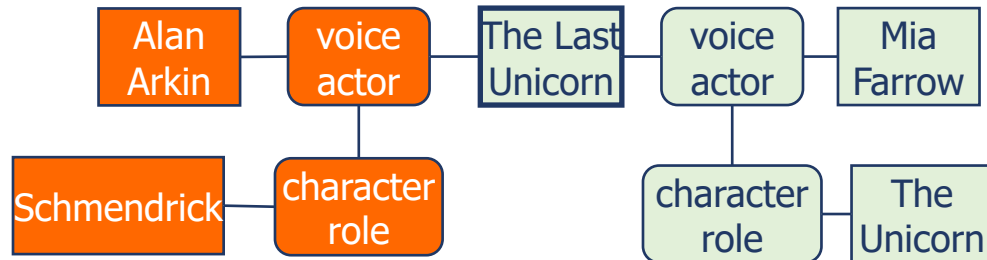 Alan
Arkin
voice
actor
The Last
Unicorn
voice
actor
Mia
Farrow
Schmendrick
character
role
character
role
The
Unicorn